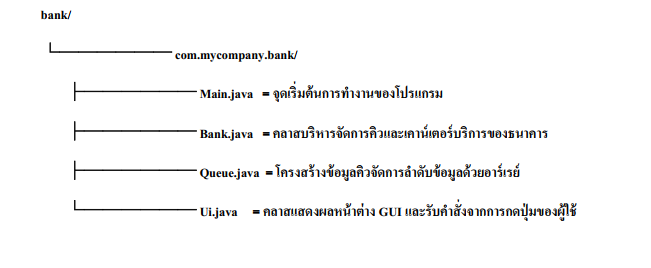 bank/
com.mycompany.bank/
Main.java = จุดเริ่มต้นการทำงานของโปรแกรม
Bank.java = คลาสบริหารจัดการคิวและเคาน์เตอร์บริการของธนาคาร
Queue.java = โครงสร้างข้อมูลคิวจัดการลำดับข้อมูลด้วยอาร์เรย์
Ui.java = คลาสแสดงผลหน้าต่าง GUI และรับคำสั่งจากการกดปุ่มของผู้ใช้